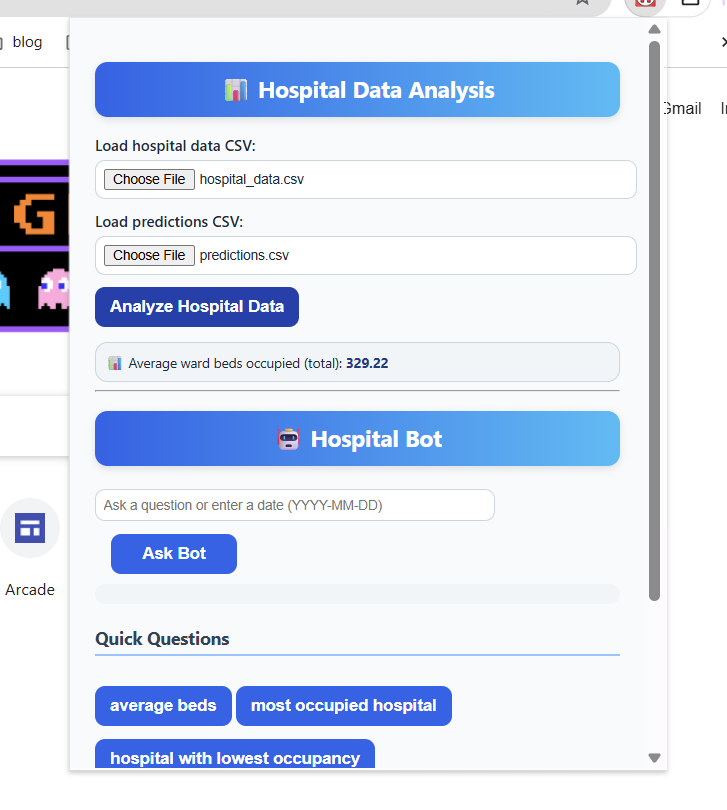 blog
Hospital Data Analysis
Gmail
Load hospital data CSV:
Choose File hospital_data.csv
Load predictions CSV:
G
Choose File predictions.csv
Analyze Hospital Data
Average ward beds occupied (total): 329.22
Hospital Bot
Ask a question or enter a date (YYYY-MM-DD)
Ask Bot
Arcade
Quick Questions
average beds most occupied hospital
hospital with lowest occupancy